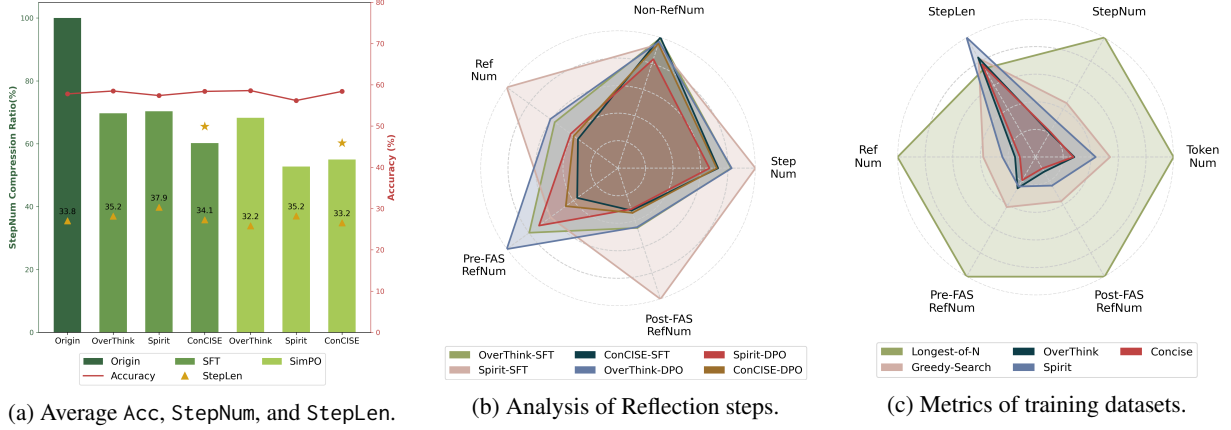 StepNum Compression Ratio(%)
100
80
60
40
20
0
33.8
35.2
37.9
34.1
32.2
35.2
33.2
80
70
60
50
40
30
20
10
0
Accuracy (%)
Origin OverThink Spirit ConCISE OverThink Spirit ConCISE
Origin SFT SimPO
Accuracy StepLen
(a) Average Acc, StepNum, and StepLen.
Non-RefNum
Ref
Num
Step
Num
Pre-FAS
RefNum
Post-FAS
RefNum
OverThink-SFT ConCISE-SFT Spirit-DPO
Spirit-SFT OverThink-DPO ConCISE-DPO
(b) Analysis of Reflection steps.
StepLen StepNum
Ref
Num
Token
Num
Pre-FAS
RefNum
Post-FAS
RefNum
Longest-of-N OverThink Concise
Greedy-Search Spirit
(c) Metrics of training datasets.